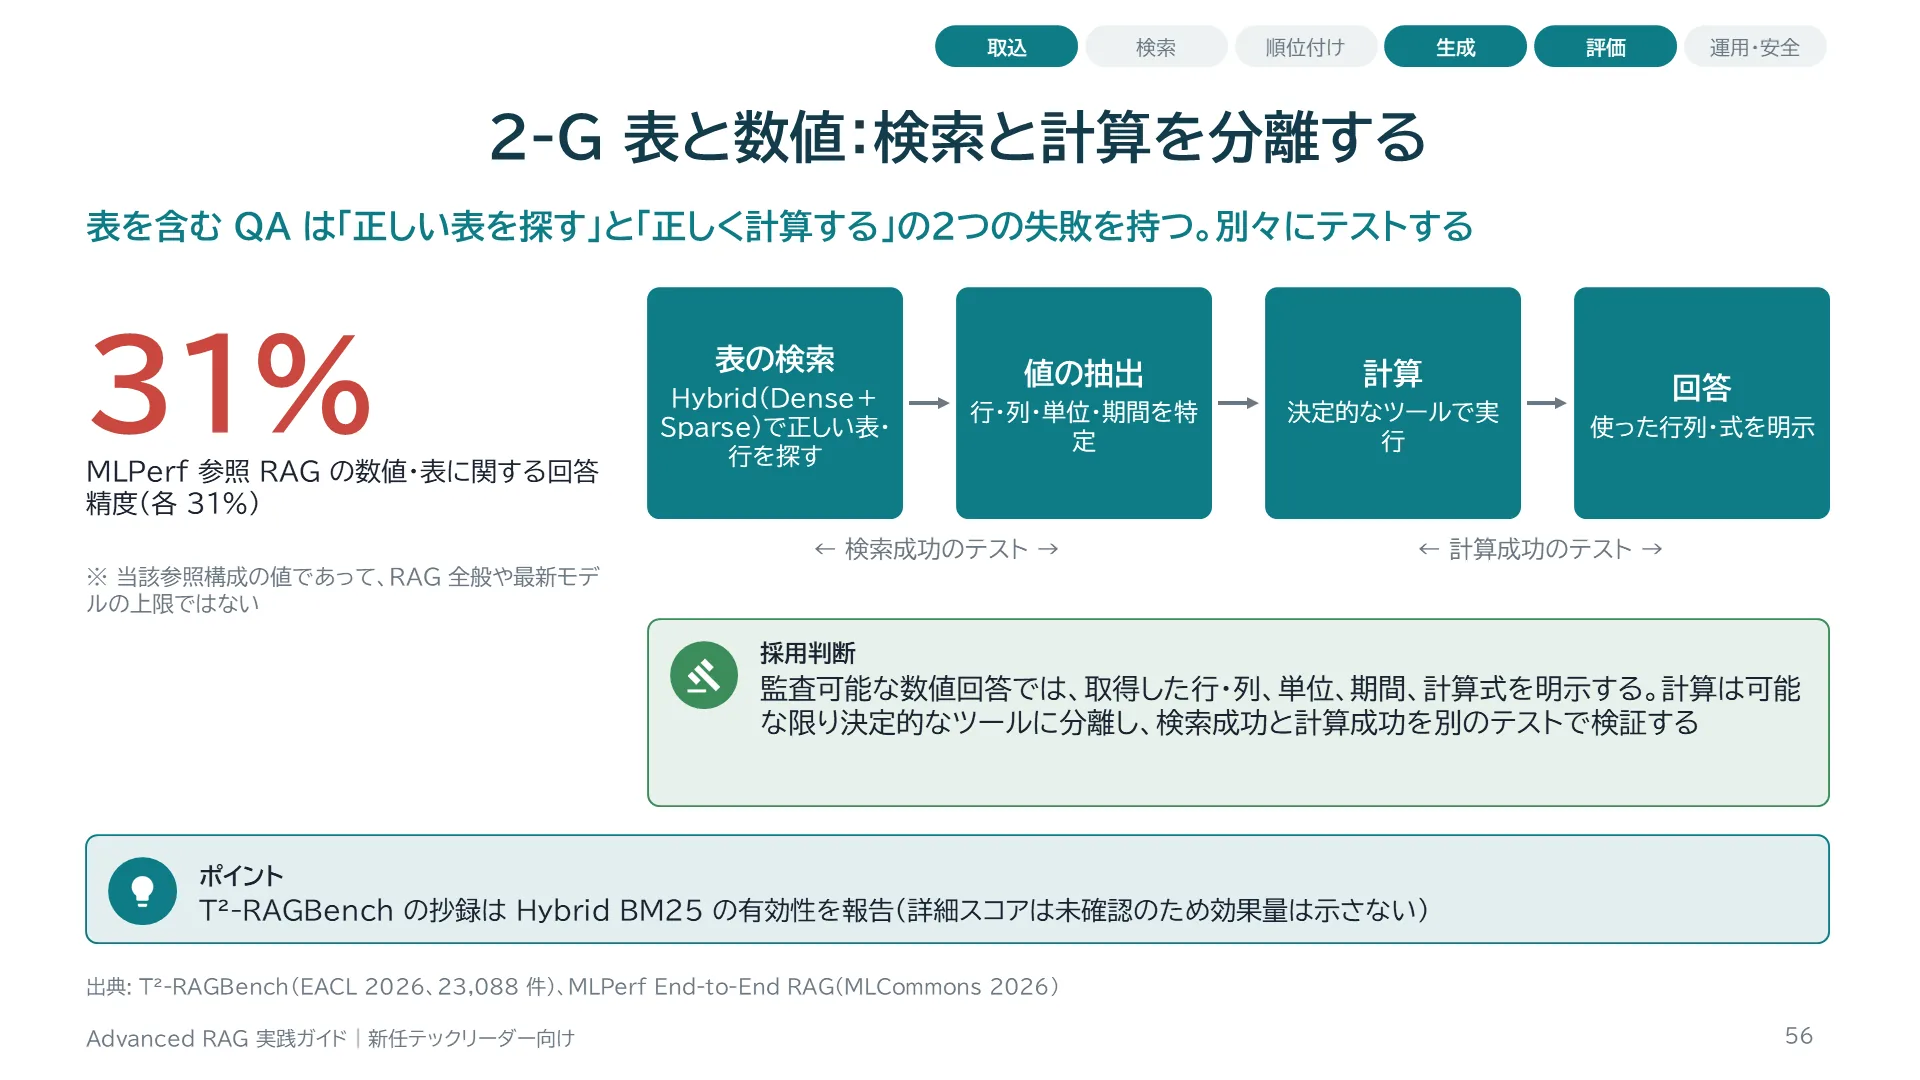 取込
検索
順位付け
生成
評価
運用・安全
2-G 表と数値：検索と計算を分離する
表を含む QA は「正しい表を探す」と「正しく計算する」の2つの失敗を持つ。別々にテストする
31%
MLPerf 参照 RAG の数値・表に関する回答
精度（各 31%）
※ 当該参照構成の値であって、RAG 全般や最新モデ
ルの上限ではない
表の検索
Hybrid（Dense＋
Sparse）で正しい表・
行を探す
値の抽出
行・列・単位・期間を特
定
計算
決定的なツールで実
行
回答
使った行列・式を明示
← 検索成功のテスト →
← 計算成功のテスト →
採用判断
監査可能な数値回答では、取得した行・列、単位、期間、計算式を明示する。計算は可能
な限り決定的なツールに分離し、検索成功と計算成功を別のテストで検証する
ポイント
T²-RAGBench の抄録は Hybrid BM25 の有効性を報告（詳細スコアは未確認のため効果量は示さない）
出典: T²-RAGBench（EACL 2026、23,088 件）、MLPerf End-to-End RAG（MLCommons 2026）
Advanced RAG 実践ガイド｜新任テックリーダー向け
56